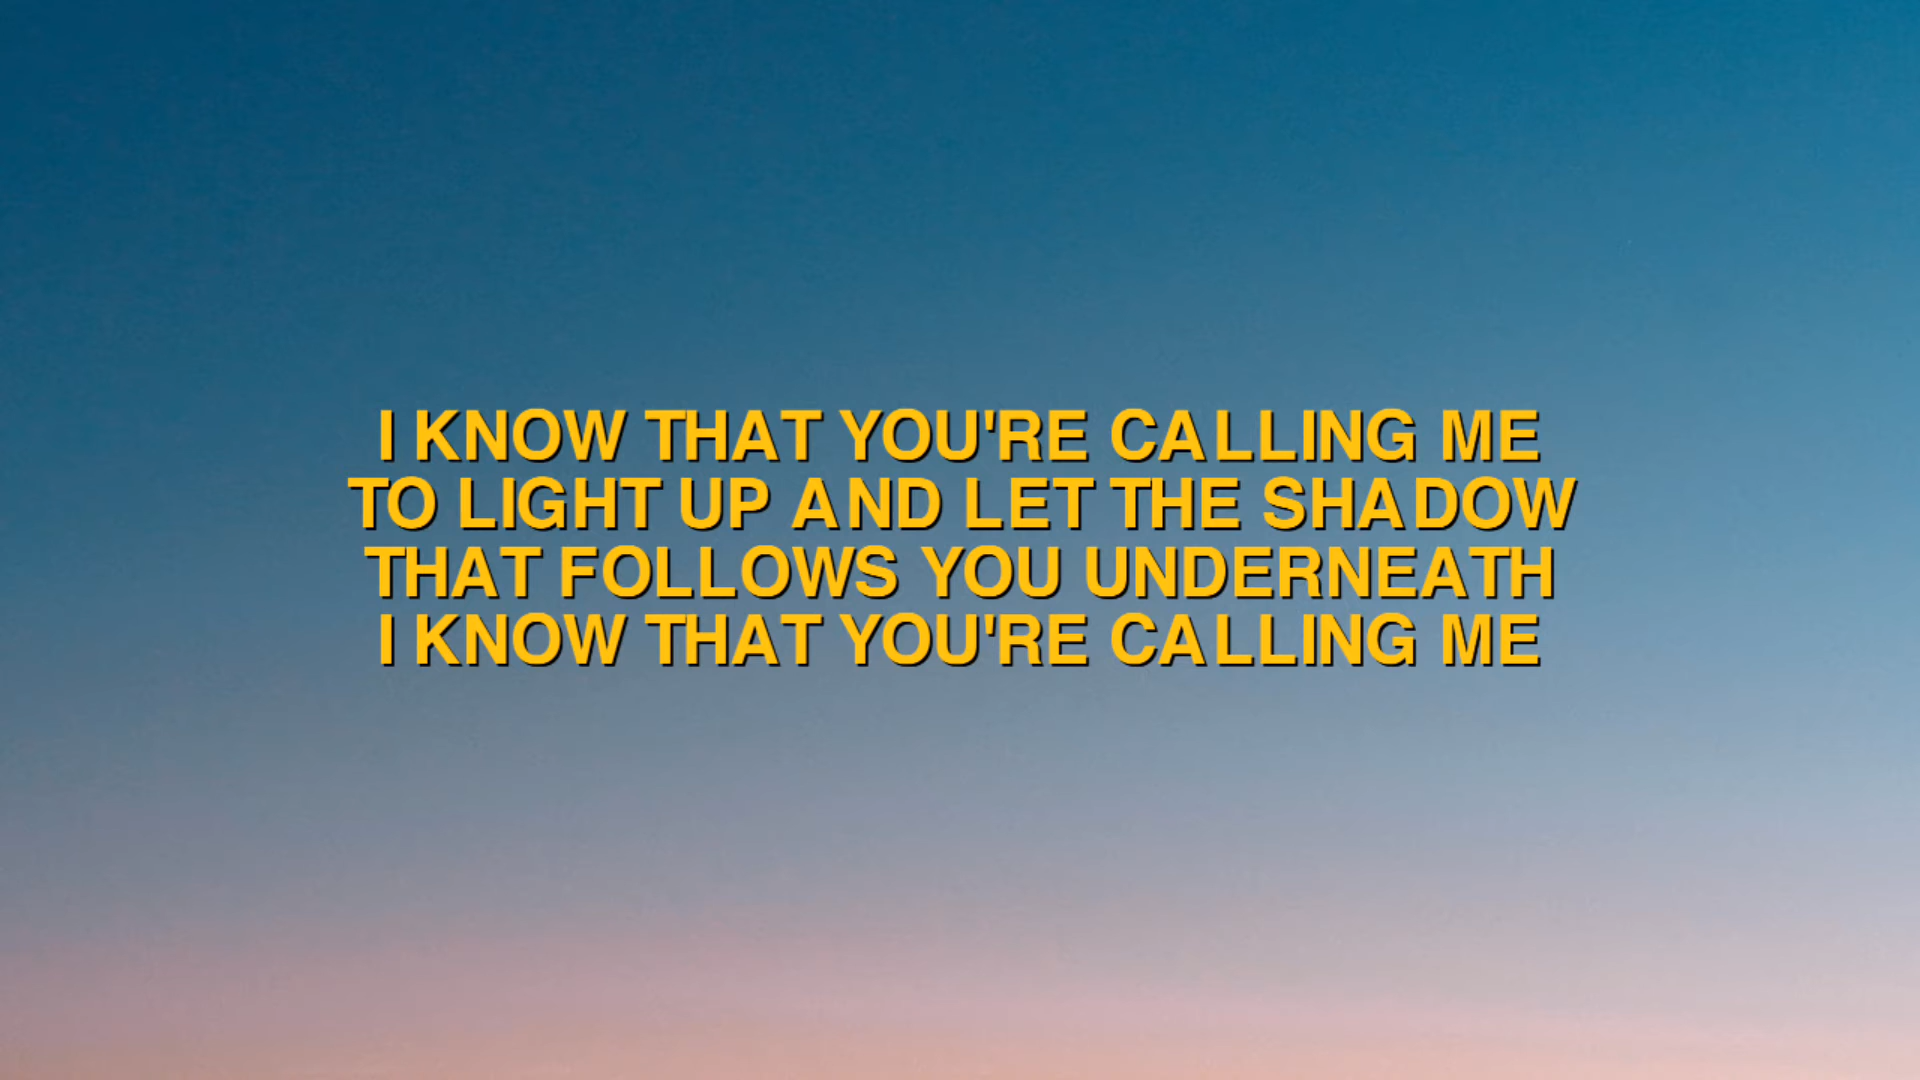 I KNOW THAT YOU'RE CALLING ME
TO LIGHT UP AND LET THE SHADOW
THAT FOLLOWS YOU UNDERNEATH
I KNOW THAT YOU'RE CALLING ME